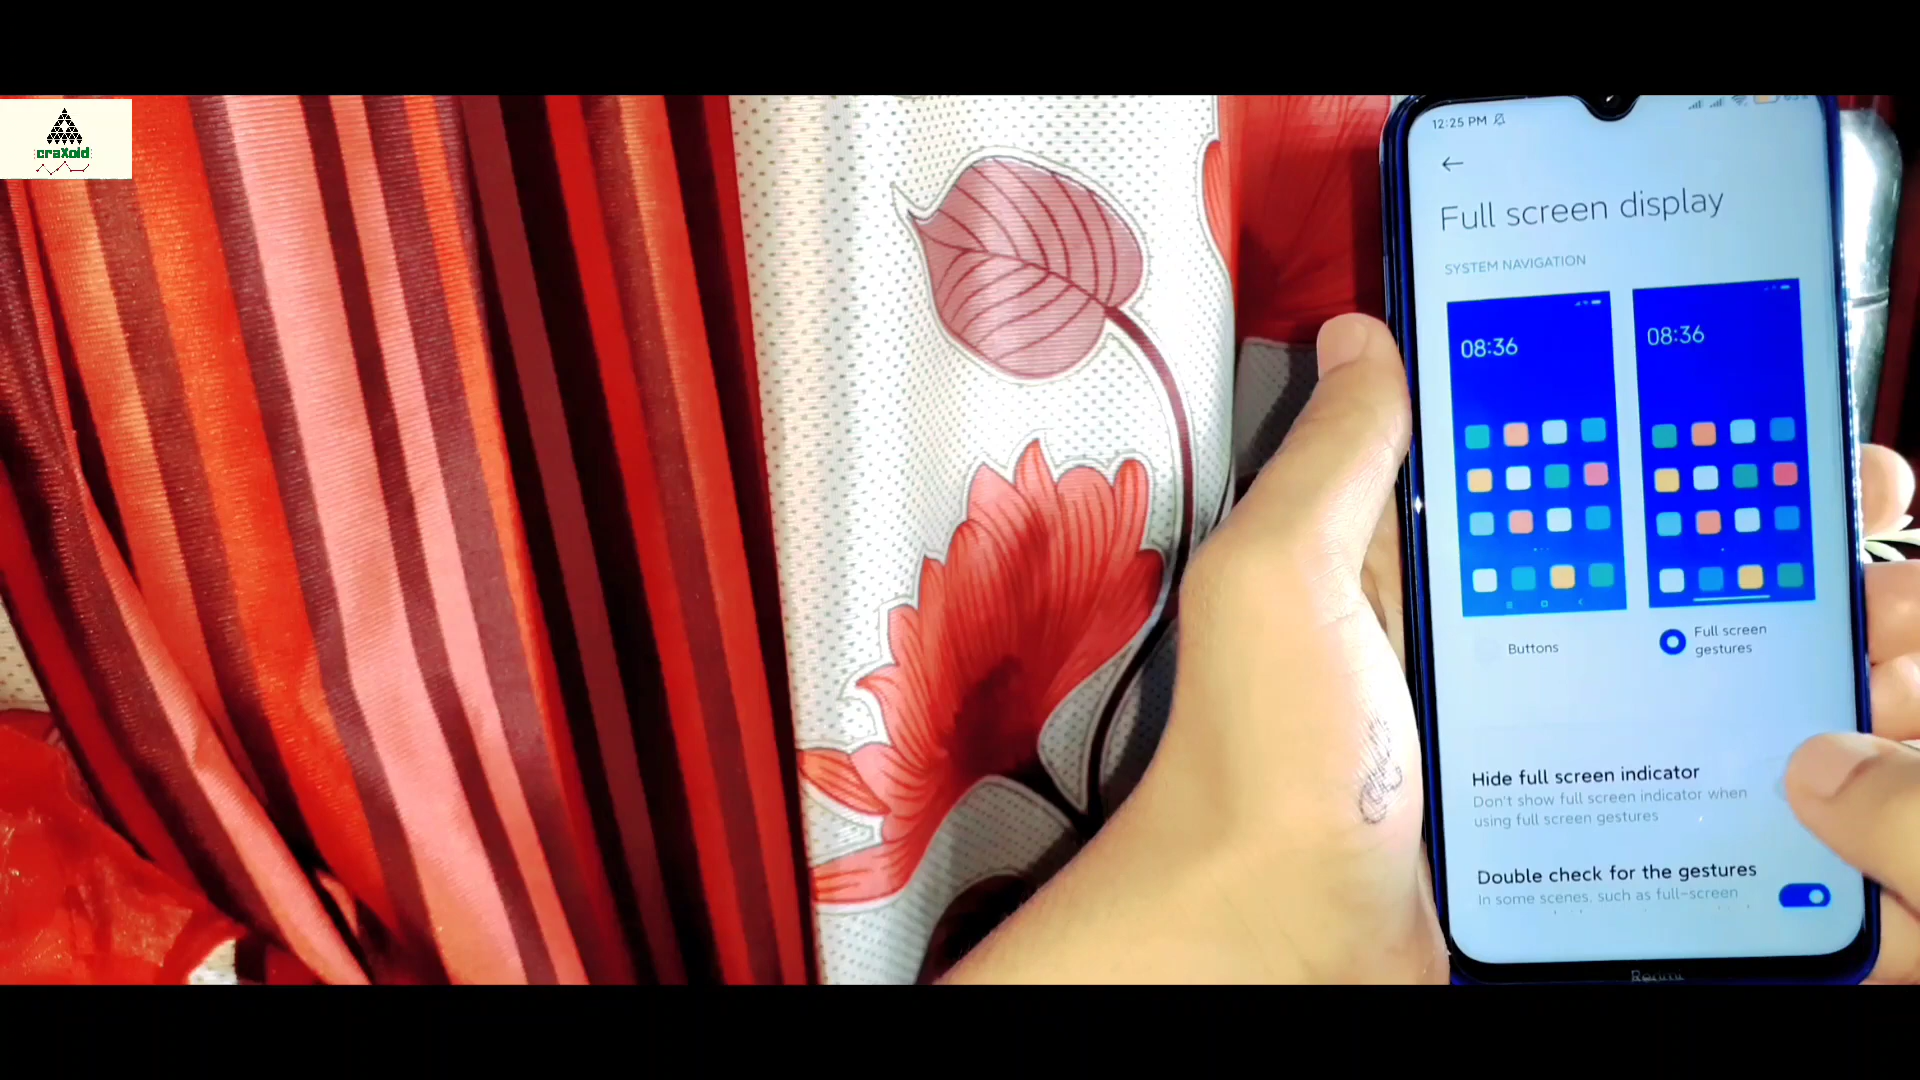 craXoid
12:25 PM
Full screen display
SYSTEM NAVIGATION
08:36
08:36
Buttons
Full screen
gestures
Hide full screen indicator
Don't show full screen indicator when
using full screen gestures
Double check for the gestures
In some scenes, such as full-screen
Redmi